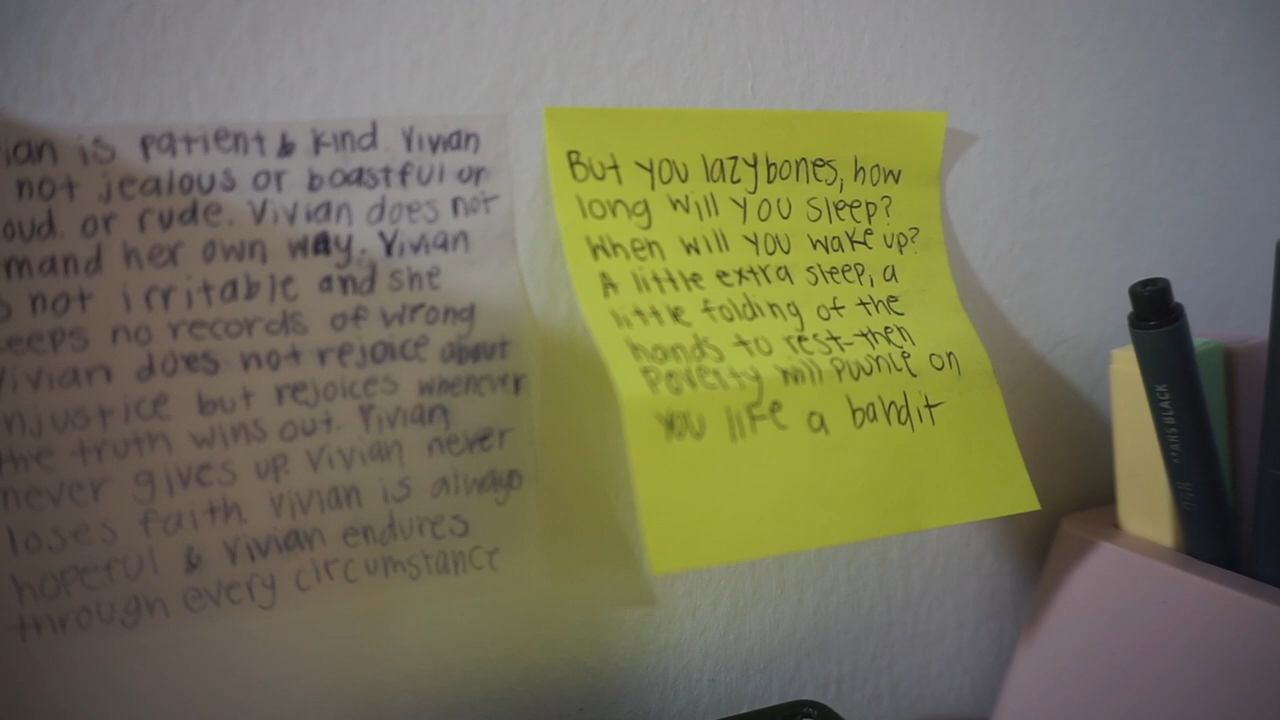 ian is patient & kind. Vivian
not jealous or boastful or
oud. or rude. Vivian does not
mand her own way. Vivian
s not irritable and she
keeps no records of wrong
Vivian does not rejoice about
njustice but rejoices whenever
the truth wins out. Vivian
never gives up. Vivian never
loses faith. Vivian is always
hopeful & Vivian endures
through every circumstance
But you lazybones, how
long will you sleep?
When will you wake up?
A little extra sleep, a
little folding of the
hands to rest-then
poverty will pounce on
you life a bandit
MARS BLACK